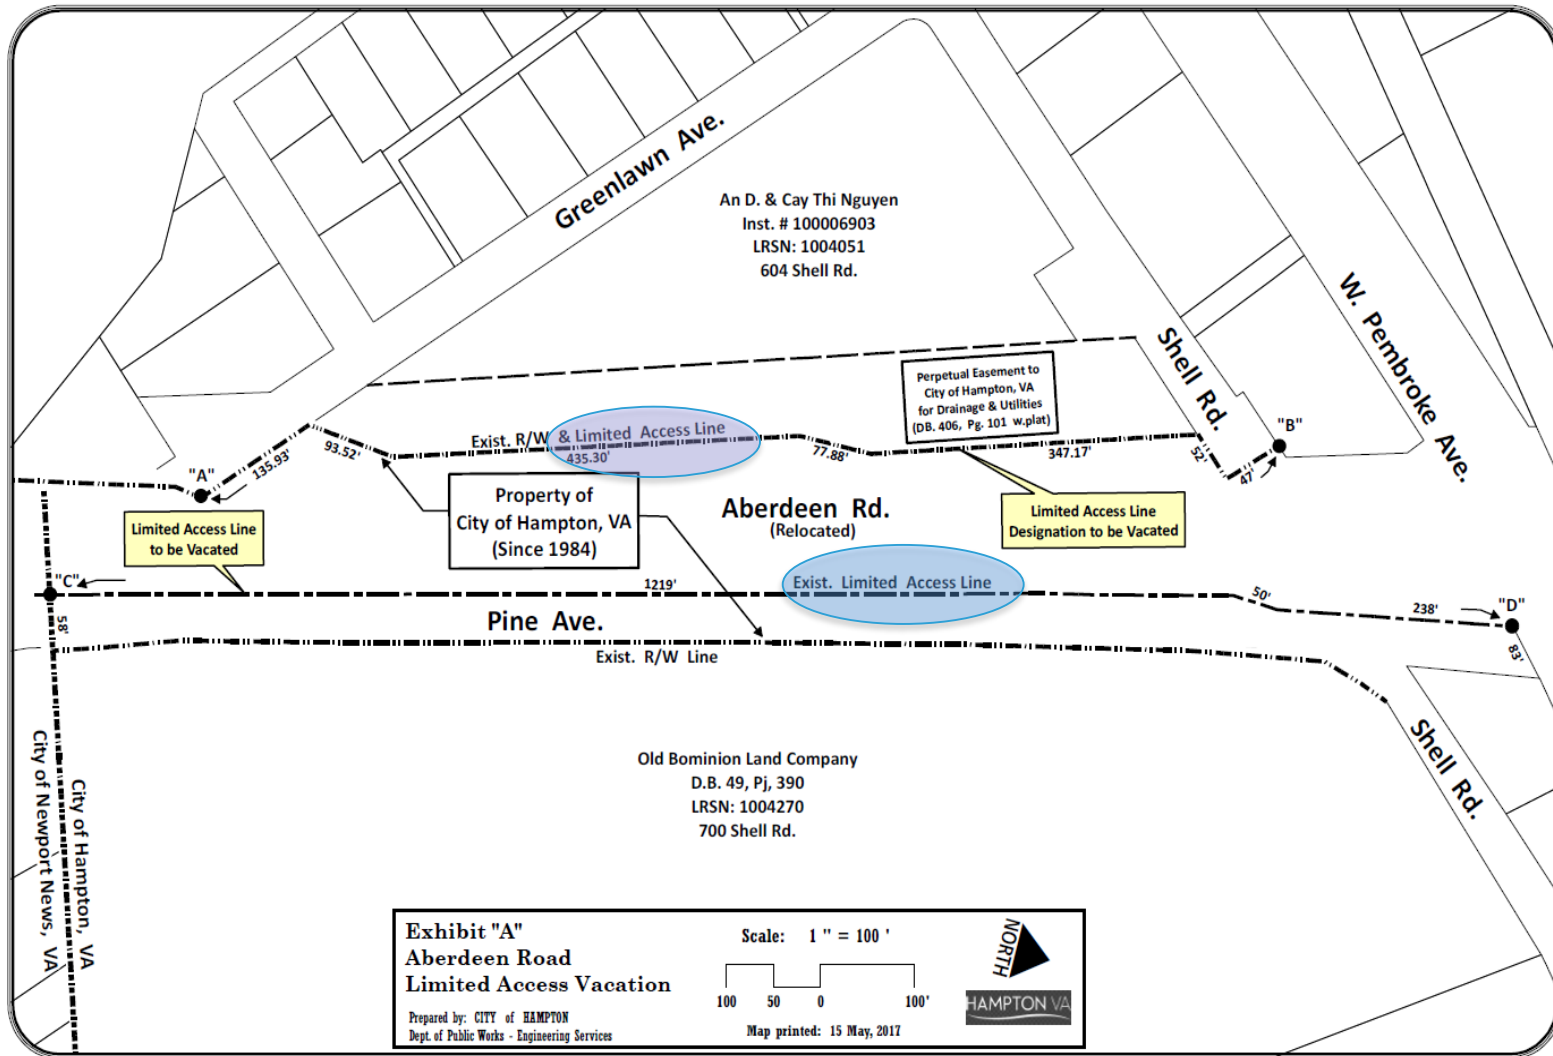 Greenlawn Ave.
An D. & Cay Thi Nguyen
Inst. # 100006903
LRSN: 1004051
604 Shell Rd.
W. Pembroke Ave.
Shell Rd.
Perpetual Easement to
City of Hampton, VA
for Drainage & Utilities
(DB. 406, Pg. 101 w.plat)
"A"
135.93'
93.52'
Exist. R/W & Limited Access Line
435.30'
77.88'
347.17'
52'
47'
"B"
Property of
City of Hampton, VA
(Since 1984)
Aberdeen Rd.
(Relocated)
Limited Access Line
Designation to be Vacated
Limited Access Line
to be Vacated
"C"
1219'
Exist. Limited Access Line
50'
238'
"D"
83'
58'
Pine Ave.
Exist. R/W Line
City of Newport News, VA
City of Hampton, VA
Old Bominion Land Company
D.B. 49, Pj, 390
LRSN: 1004270
700 Shell Rd.
Shell Rd.
Exhibit "A"
Aberdeen Road
Limited Access Vacation
Prepared by: CITY of HAMPTON
Dept. of Public Works - Engineering Services
Scale: 1 " = 100 '
100 50 0 100'
Map printed: 15 May, 2017
NORTH
HAMPTON VA